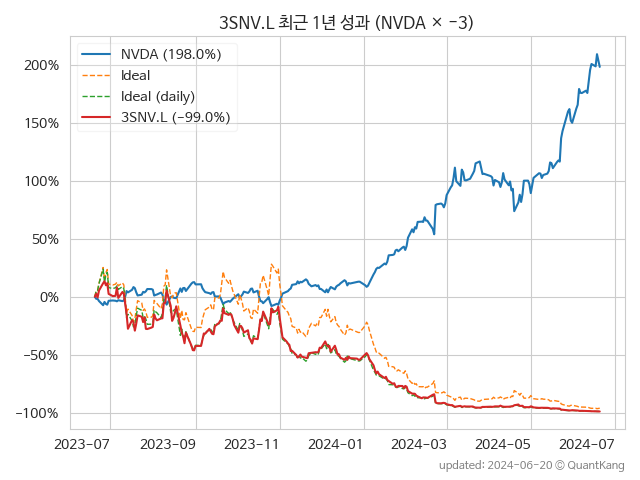 3SNV.L 최근 1년 성과 (NVDA × −3)
NVDA (198.0%)
Ideal
Ideal (daily)
3SNV.L (−99.0%)
200%
150%
100%
50%
0%
−50%
−100%
2023-07
2023-09
2023-11
2024-01
2024-03
2024-05
2024-07
updated: 2024-06-20 © QuantKang